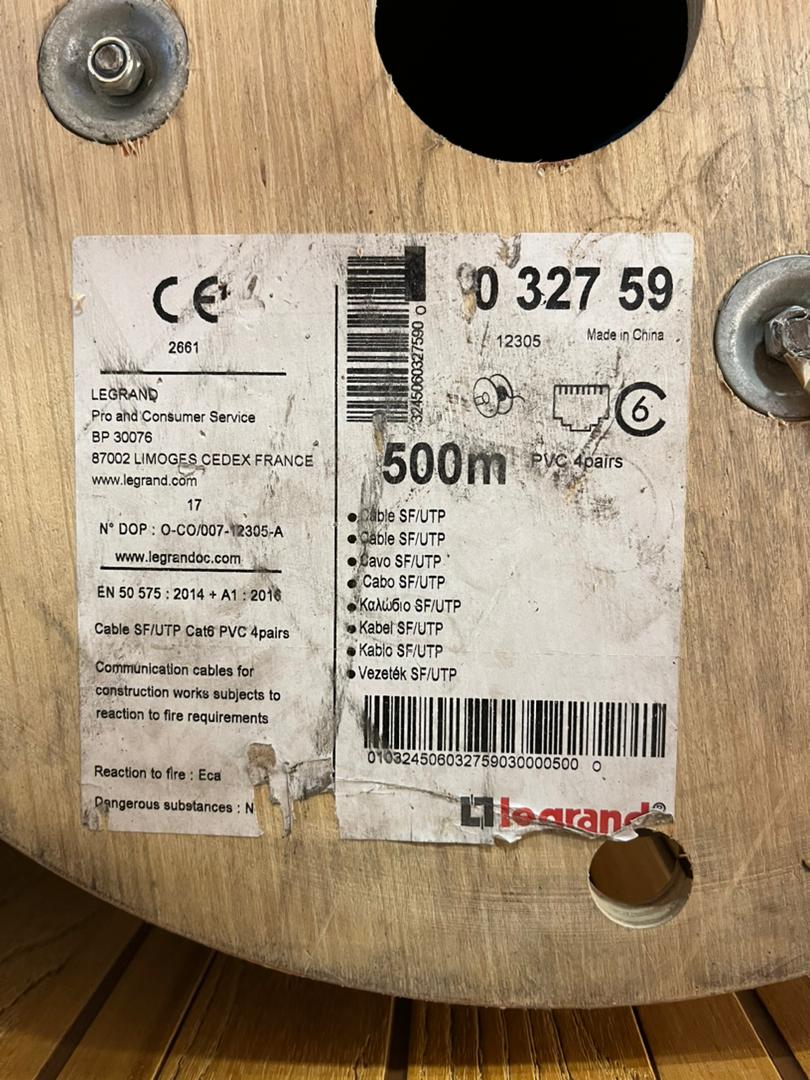 CE
2661
LEGRAND
Pro and Consumer Service
BP 30076
87002 LIMOGES CEDEX FRANCE
www.legrand.com
17
N° DOP : O-CO/007-12305-A
www.legrandoc.com
EN 50 575 : 2014 + A1 : 2016
Cable SF/UTP Cat6 PVC 4pairs
Communication cables for
construction works subjects to
reaction to fire requirements
Reaction to fire : Eca
Dangerous substances : N
0 327 59
12305 Made in China
3245060327590 O
6
500m PVC 4pairs
● Cable SF/UTP
● Cable SF/UTP
● Cavo SF/UTP
● Cabo SF/UTP
● Καλώδιο SF/UTP
● Kabel SF/UTP
● Kablo SF/UTP
● Vezeték SF/UTP
010324506032759030000500 O
legrand®